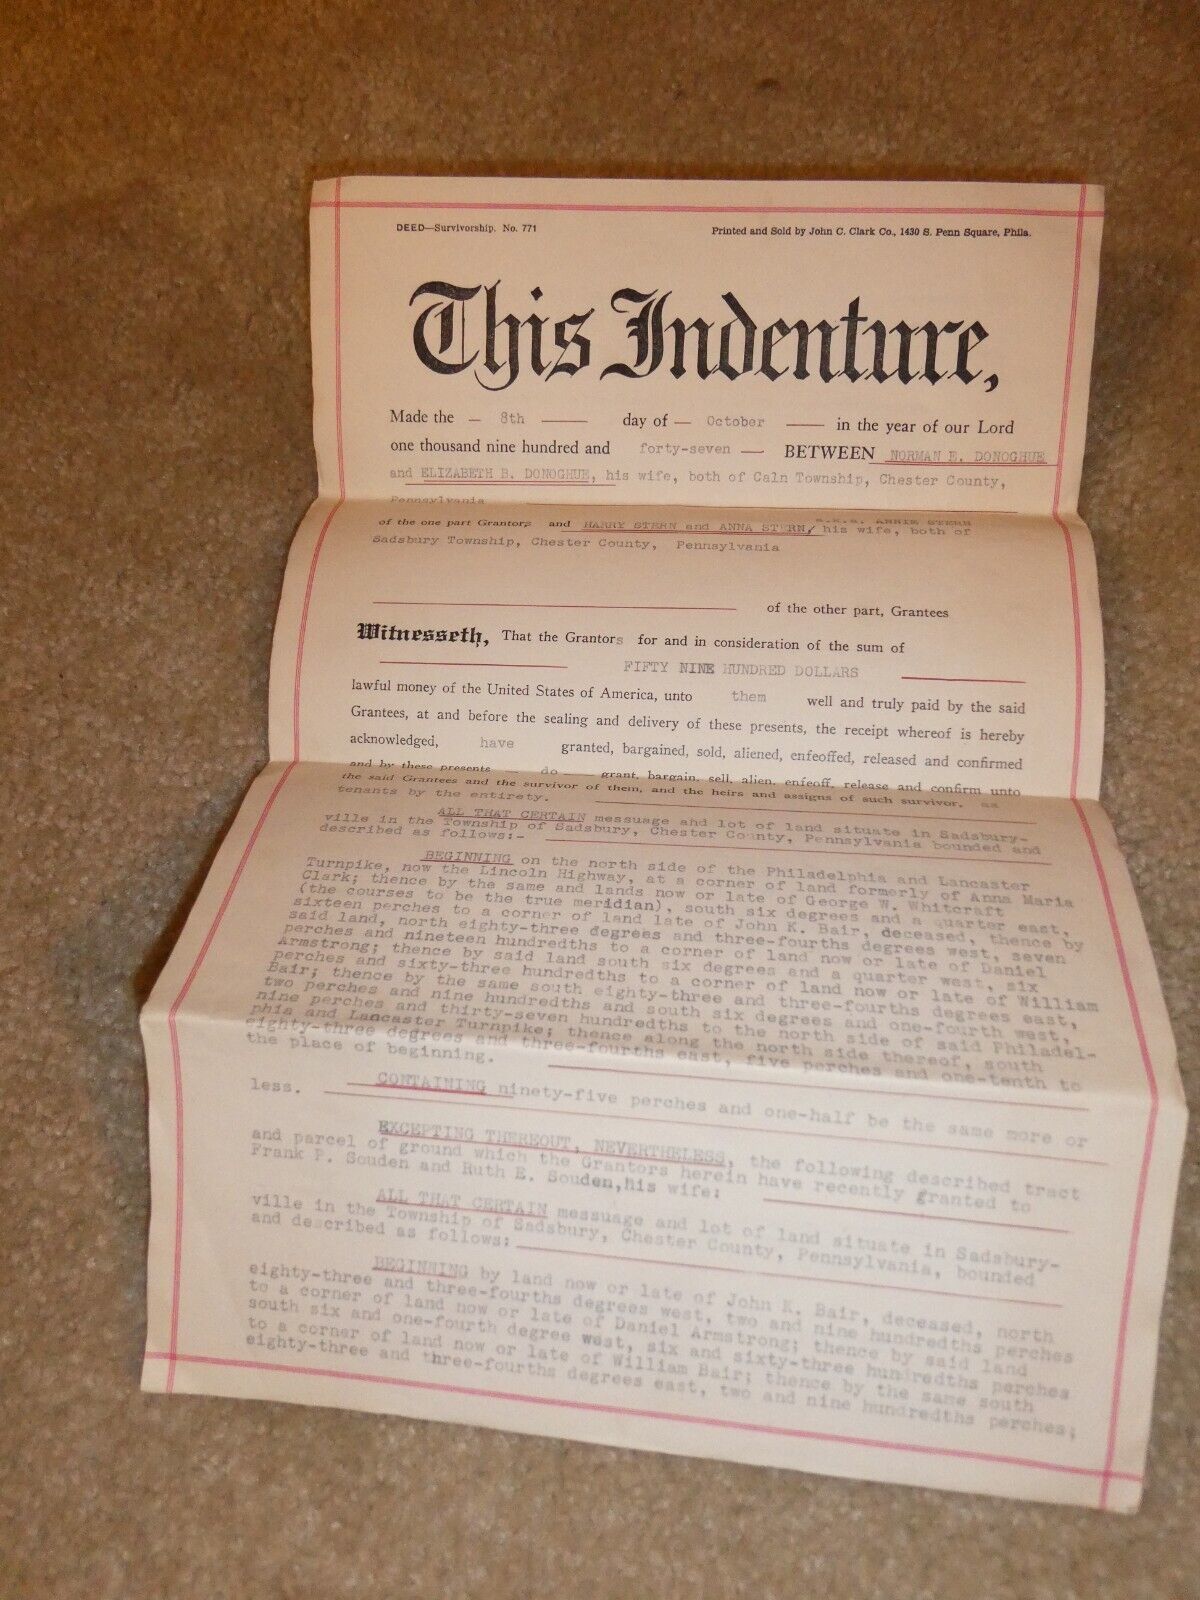 DEED—Survivorship. No. 771 Printed and Sold by John C. Clark Co., 1430 S. Penn Square, Phila.
This Indenture,
Made the — 8th — day of — October — in the year of our Lord
one thousand nine hundred and forty-seven — BETWEEN NORMAN E. DONOGHUE
and ELIZABETH B. DONOGHUE, his wife, both of Caln Township, Chester County,
Pennsylvania
a.k.a. ANNIE STERN
of the one part Grantors and HARRY STERN and ANNA STERN/ his wife, both of
Sadsbury Township, Chester County, Pennsylvania
of the other part, Grantees
Witnesseth, That the Grantors for and in consideration of the sum of
FIFTY NINE HUNDRED DOLLARS
lawful money of the United States of America, unto them well and truly paid by the said
Grantees, at and before the sealing and delivery of these presents, the receipt whereof is hereby
acknowledged, have granted, bargained, sold, aliened, enfeoffed, released and confirmed
and by these presents do — grant, bargain, sell, alien, enfeoff, release and confirm unto
the said Grantees and the survivor of them, and the heirs and assigns of such survivor, as
tenants by the entirety.
ALL THAT CERTAIN messuage and lot of land situate in Sadsbury-
ville in the Township of Sadsbury, Chester County, Pennsylvania bounded and
described as follows:-
BEGINNING on the north side of the Philadelphia and Lancaster
Turnpike, now the Lincoln Highway, at a corner of land formerly of Anna Maria
Clark; thence by the same and lands now or late of George W. Whitcraft
(the courses to be the true meridian), south six degrees and a quarter east,
sixteen perches to a corner of land late of John K. Bair, deceased, thence by
said land, north eighty-three degrees and three-fourths degrees west, seven
perches and nineteen hundredths to a corner of land now or late of Daniel
Armstrong; thence by said land south six degrees and a quarter west, six
perches and sixty-three hundredths to a corner of land now or late of William
Bair; thence by the same south eighty-three and three-fourths degrees east,
two perches and nine hundredths and south six degrees and one-fourth west,
nine perches and thirty-seven hundredths to the north side of said Philadel-
phia and Lancaster Turnpike; thence along the north side thereof, south
eighty-three degrees and three-fourths east, five perches and one-tenth to
the place of beginning.
CONTAINING ninety-five perches and one-half be the same more or
less.
EXCEPTING THEREOUT, NEVERTHELESS, the following described tract
and parcel of ground which the Grantors herein have recently granted to
Frank P. Souden and Ruth E. Souden,his wife:
ALL THAT CERTAIN messuage and lot of land situate in Sadsbury-
ville in the Township of Sadsbury, Chester County, Pennsylvania, bounded
and described as follows:
BEGINNING by land now or late of John K. Bair, deceased, north
eighty-three and three-fourths degrees west, two and nine hundredths perches
to a corner of land now or late of Daniel Armstrong; thence by said land
south six and one-fourth degree west, six and sixty-three hundredths perches
to a corner of land now or late of William Bair; thence by the same south
eighty-three and three-fourths degrees east, two and nine hundredths perches;